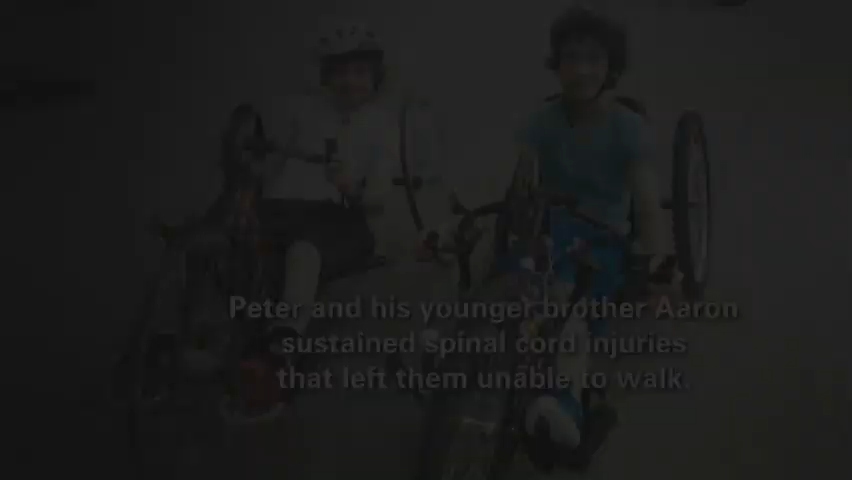 Peter and his younger brother Aaron
sustained spinal cord injuries
that left them unable to walk.